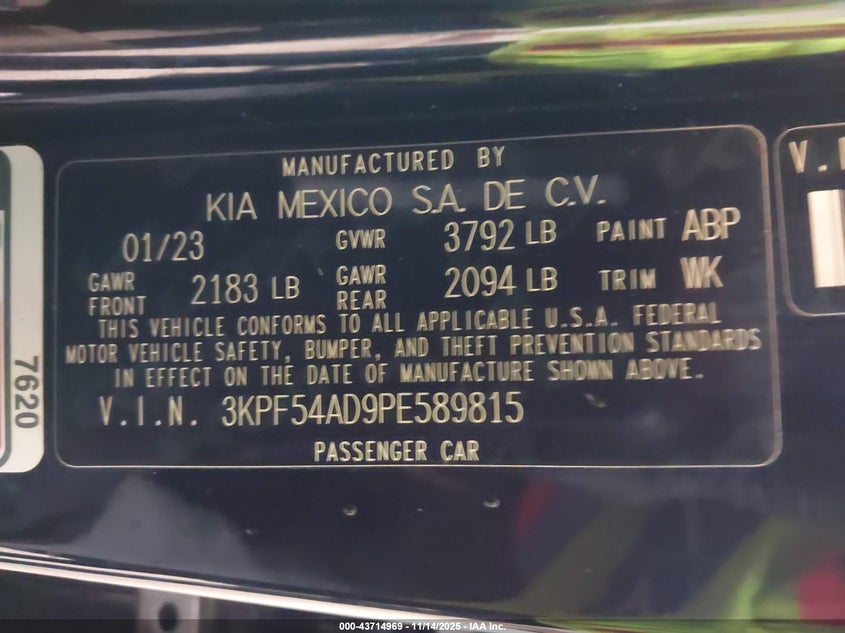 MANUFACTURED BY
KIA MEXICO S.A. DE C.V.
01/23 GVWR 3792 LB PAINT ABP
GAWR FRONT 2183 LB GAWR REAR 2094 LB TRIM WK
THIS VEHICLE CONFORMS TO ALL APPLICABLE U.S.A. FEDERAL
MOTOR VEHICLE SAFETY, BUMPER, AND THEFT PREVENTION STANDARDS
IN EFFECT ON THE DATE OF MANUFACTURE SHOWN ABOVE.
V.I.N. 3KPF54AD9PE589815
PASSENGER CAR
7620
000-43714969 - 11/14/2025 - IAA Inc.